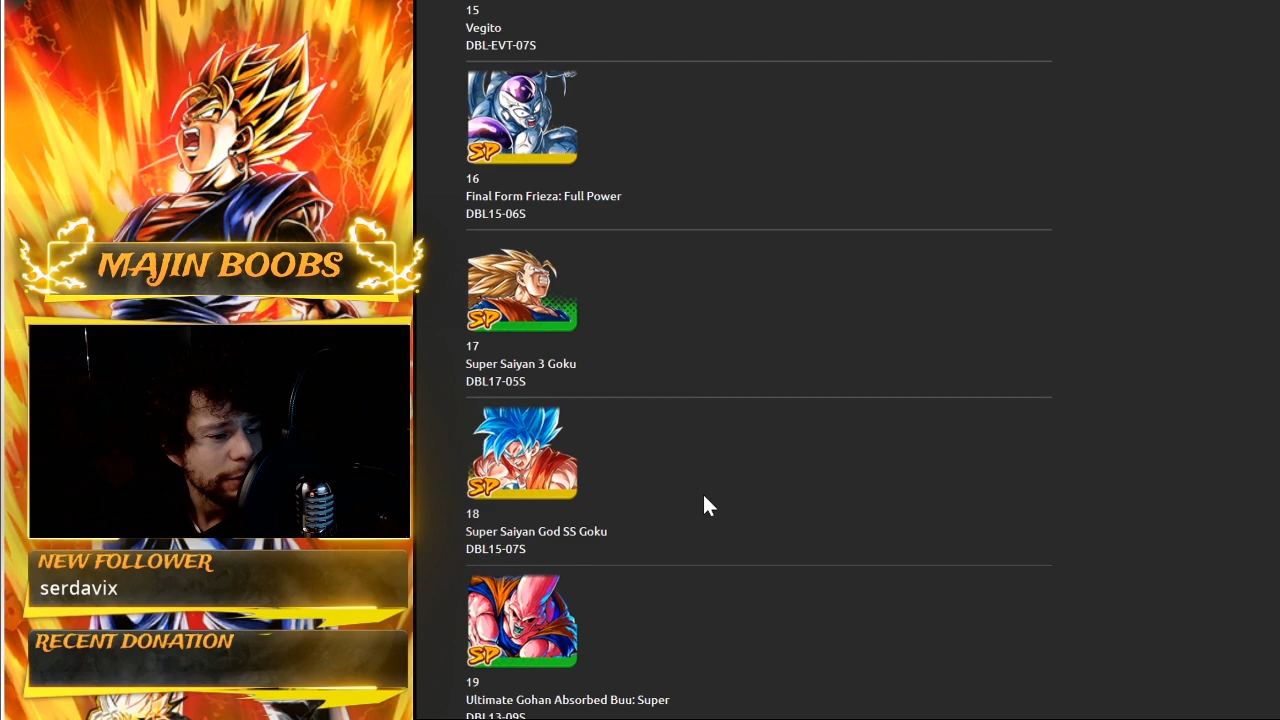 MAJIN BOOBS
NEW FOLLOWER
serdavix
RECENT DONATION
15
Vegito
DBL-EVT-07S
SP
16
Final Form Frieza: Full Power
DBL15-06S
SP
17
Super Saiyan 3 Goku
DBL17-05S
SP
18
Super Saiyan God SS Goku
DBL15-07S
SP
19
Ultimate Gohan Absorbed Buu: Super
DBL13-09S